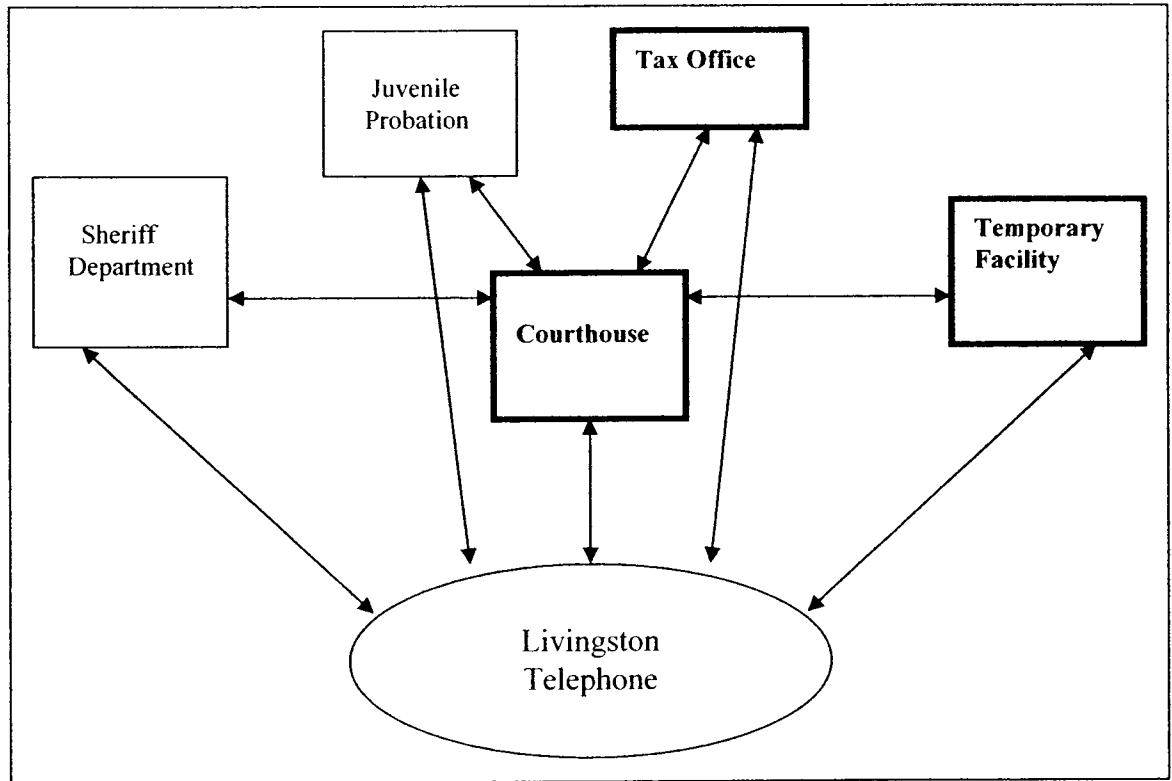 Juvenile
Probation
Tax Office
Sheriff
Department
Temporary
Facility
Courthouse
Livingston
Telephone